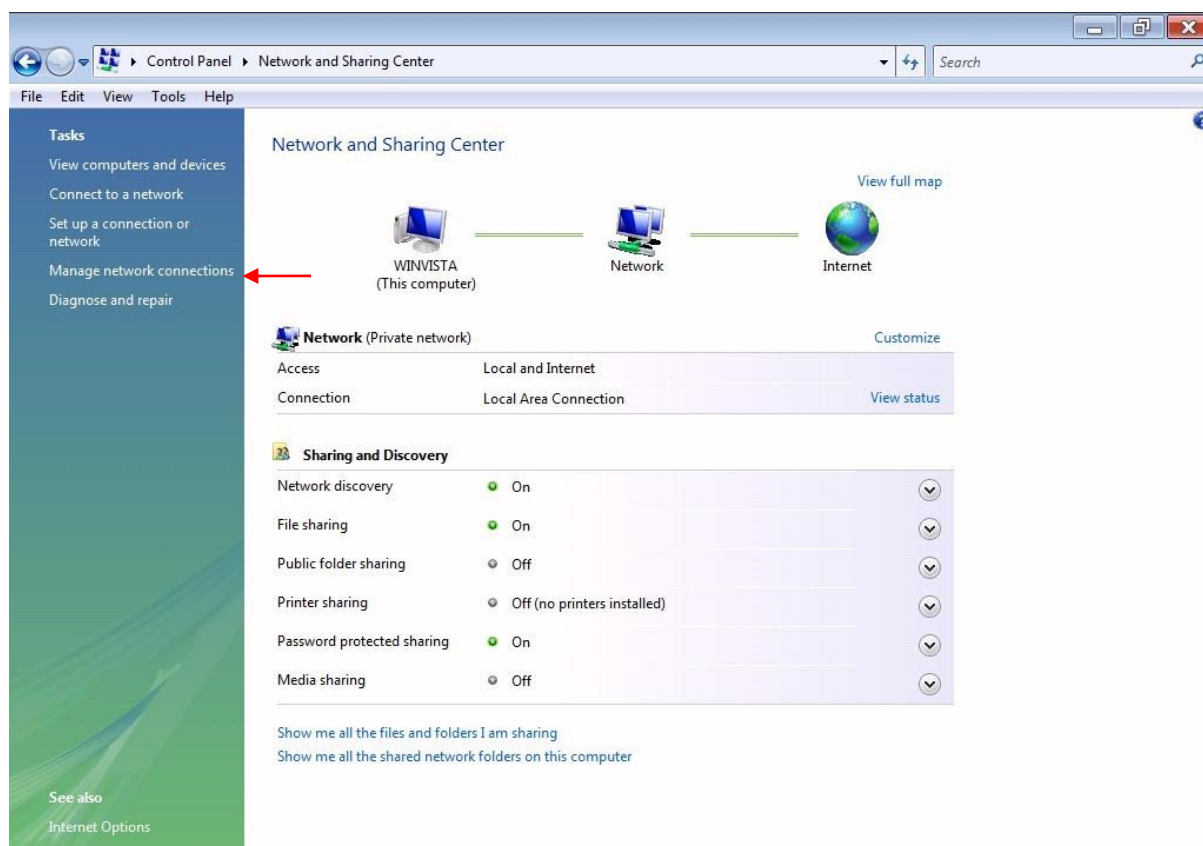 Control Panel Network and Sharing Center
Search
File Edit View Tools Help
Tasks
View computers and devices
Connect to a network
Set up a connection or
network
Manage network connections
Diagnose and repair
See also
Internet Options
Network and Sharing Center
View full map
WINVISTA
(This computer)
Network
Internet
Network (Private network) Customize
Access Local and Internet
Connection Local Area Connection View status
Sharing and Discovery
Network discovery On
File sharing On
Public folder sharing Off
Printer sharing Off (no printers installed)
Password protected sharing On
Media sharing Off
Show me all the files and folders I am sharing
Show me all the shared network folders on this computer